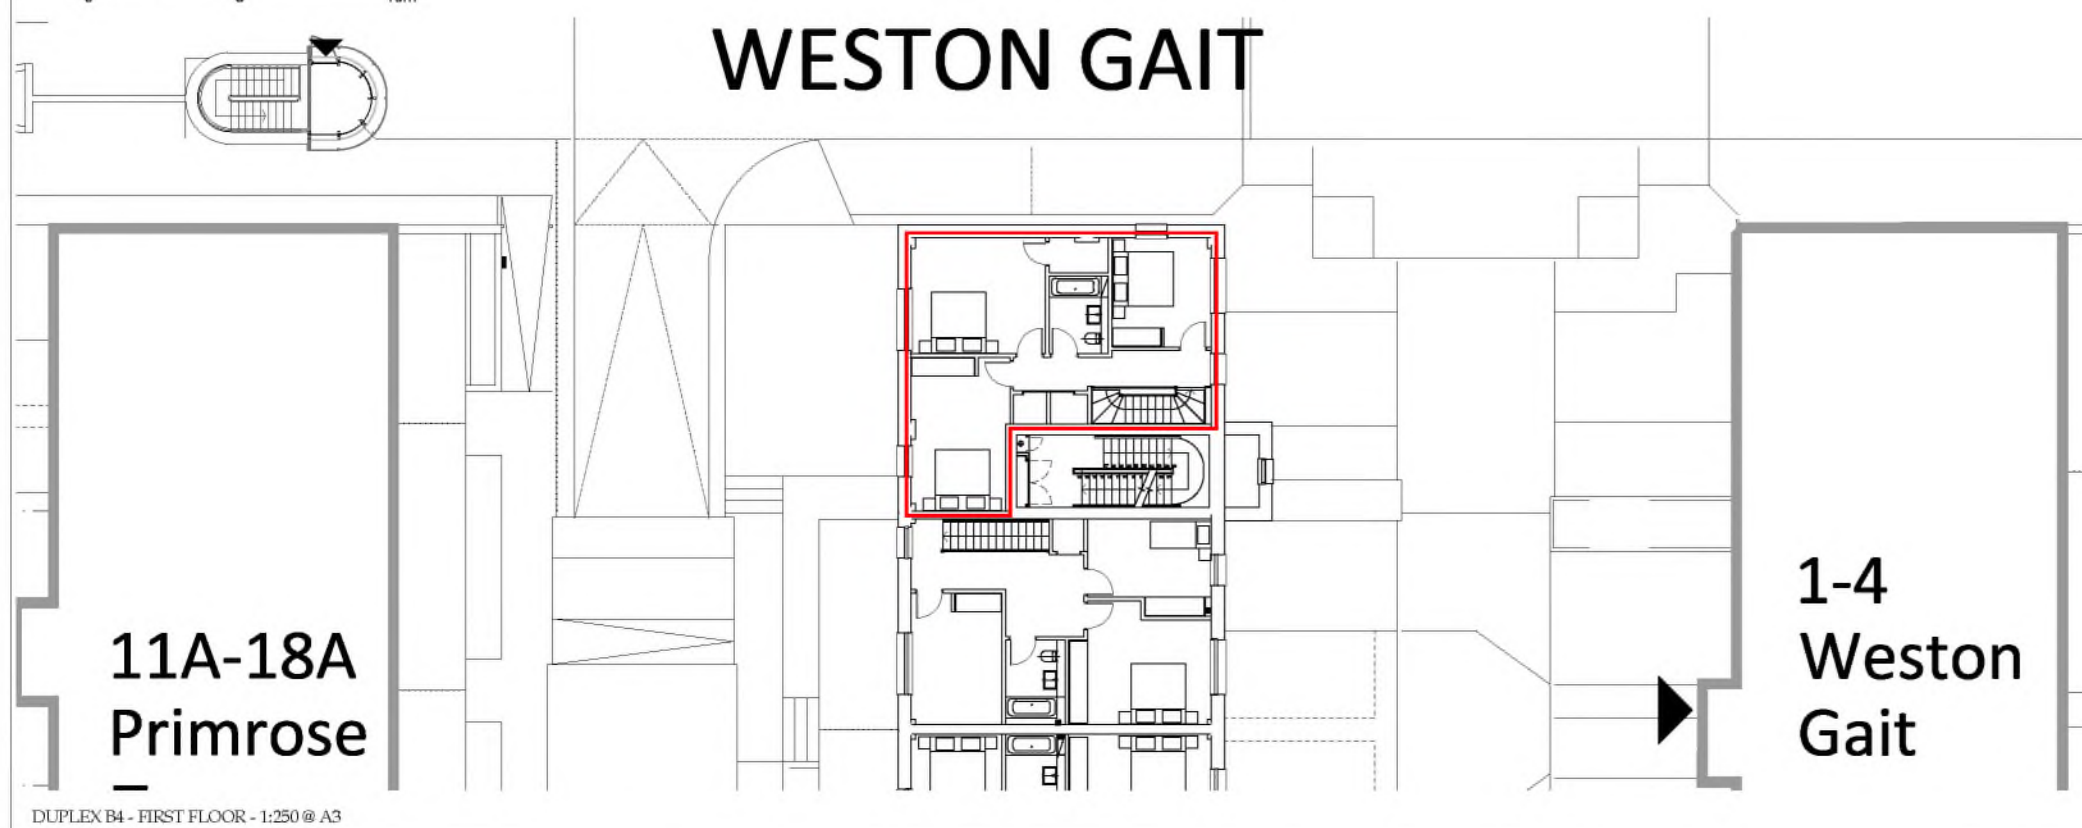 WESTON GAIT
11A-18A
Primrose
1-4
Weston
Gait
DUPLEX B4 - FIRST FLOOR - 1:250 @ A3